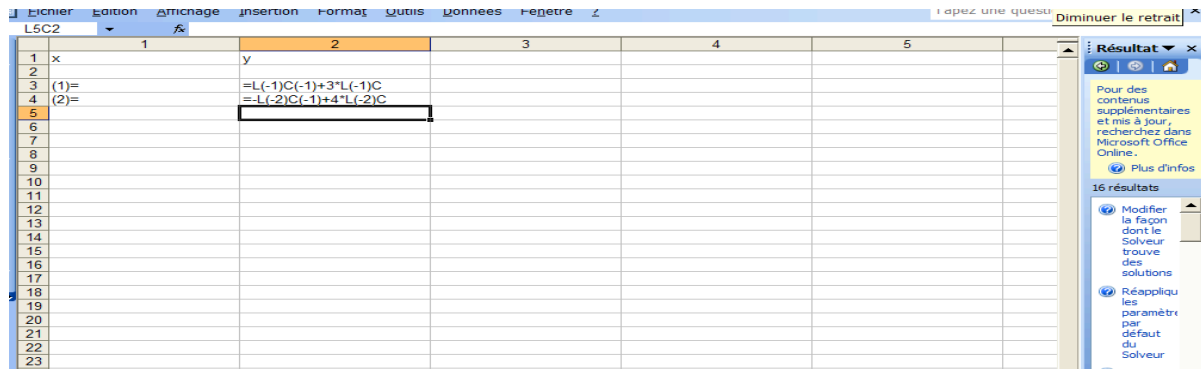 Fichier Edition Affichage Insertion Format Outils Données Fenêtre ?
Tapez une questi
Diminuer le retrait
L5C2 fx
1 2 3 4 5
1 x y
2
3 (1)= =L(-1)C(-1)+3*L(-1)C
4 (2)= =-L(-2)C(-1)+4*L(-2)C
5
6
7
8
9
10
11
12
13
14
15
16
17
18
19
20
21
22
23
Résultat
Pour des
contenus
supplémentaires
et mis à jour,
recherchez dans
Microsoft Office
Online.
Plus d'infos
16 résultats
Modifier
la façon
dont le
Solveur
trouve
des
solutions
Réappliqu
les
paramètre
par
défaut
du
Solveur